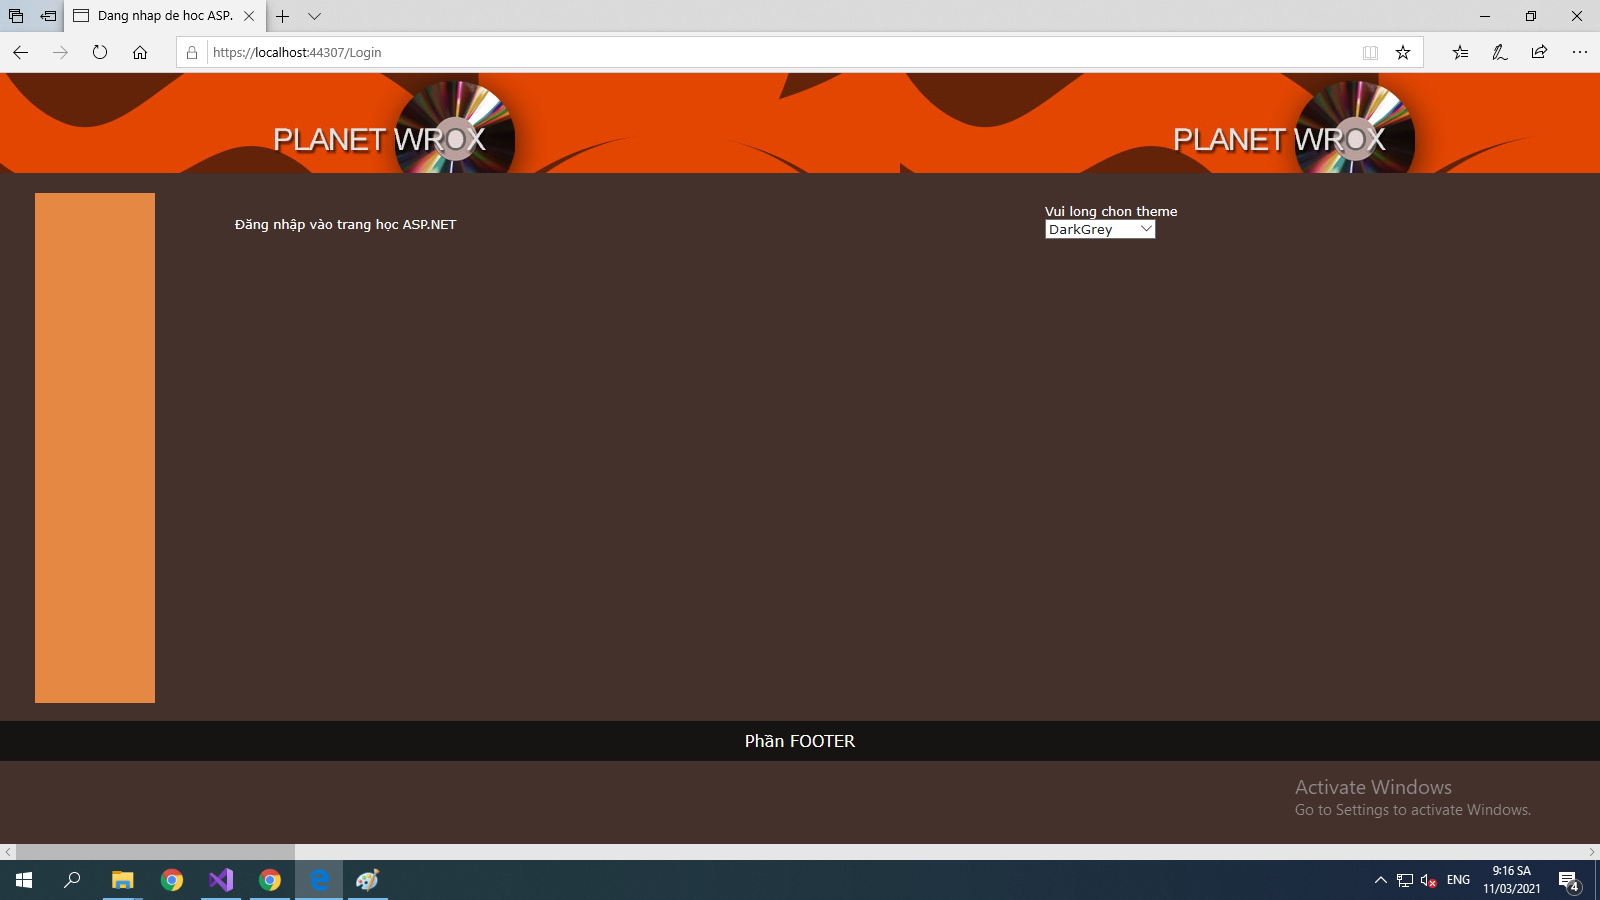 Dang nhap de hoc ASP.
https://localhost:44307/Login
PLANET WROX
PLANET WROX
Đăng nhập vào trang học ASP.NET
Vui long chon theme
DarkGrey
Phần FOOTER
Activate Windows
Go to Settings to activate Windows.
ENG
9:16 SA
11/03/2021
4